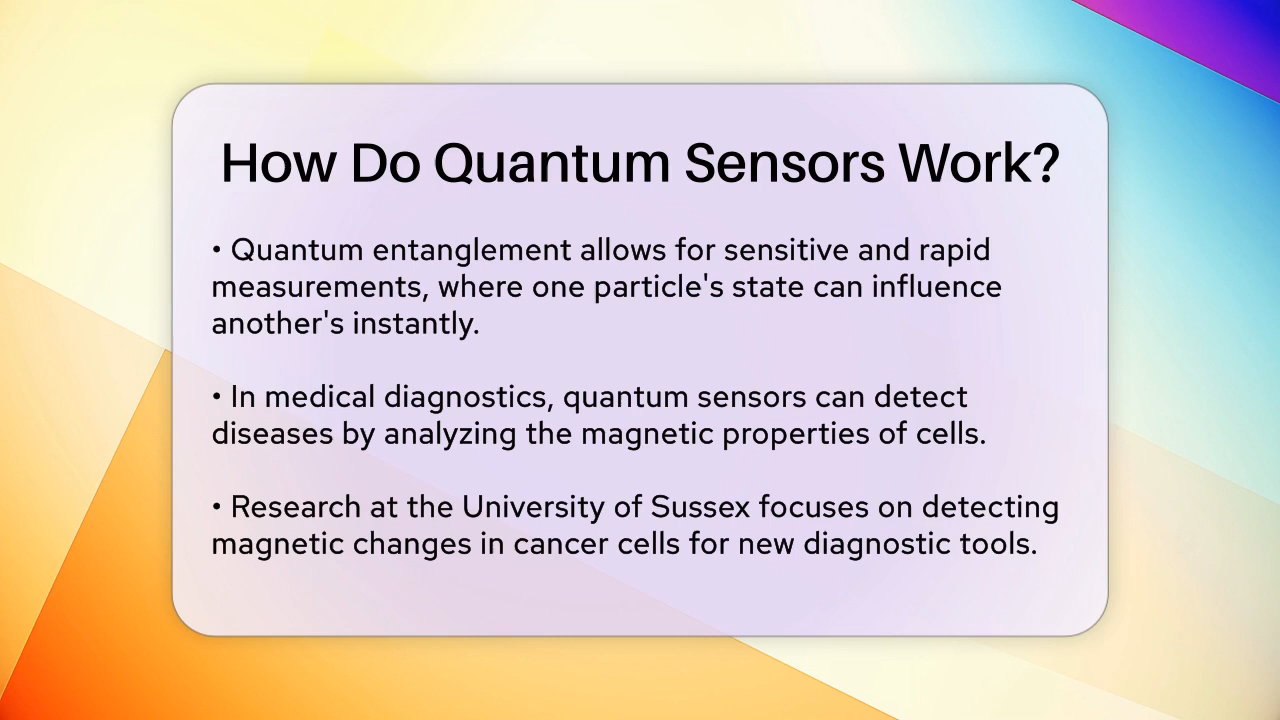 How Do Quantum Sensors Work?
• Quantum entanglement allows for sensitive and rapid
measurements, where one particle's state can influence
another's instantly.
• In medical diagnostics, quantum sensors can detect
diseases by analyzing the magnetic properties of cells.
• Research at the University of Sussex focuses on detecting
magnetic changes in cancer cells for new diagnostic tools.